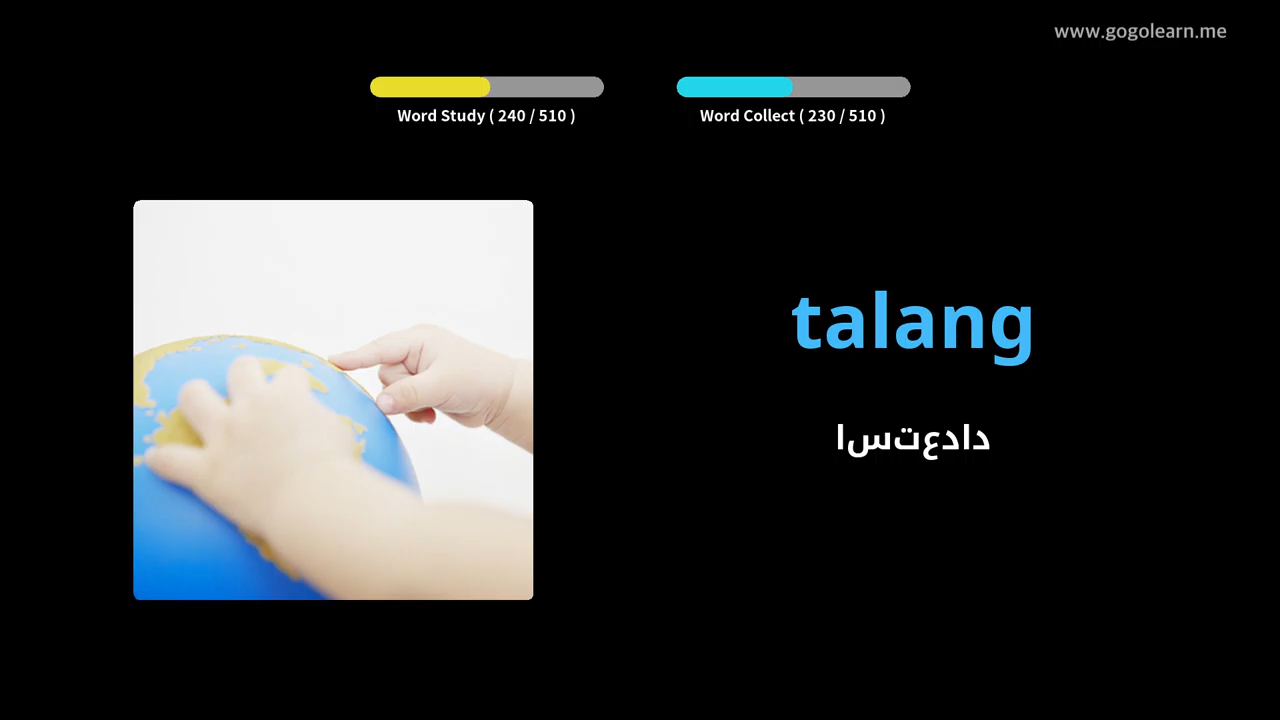 www.gogolearn.me
Word Study ( 240 / 510 )
Word Collect ( 230 / 510 )
talang
استعداد